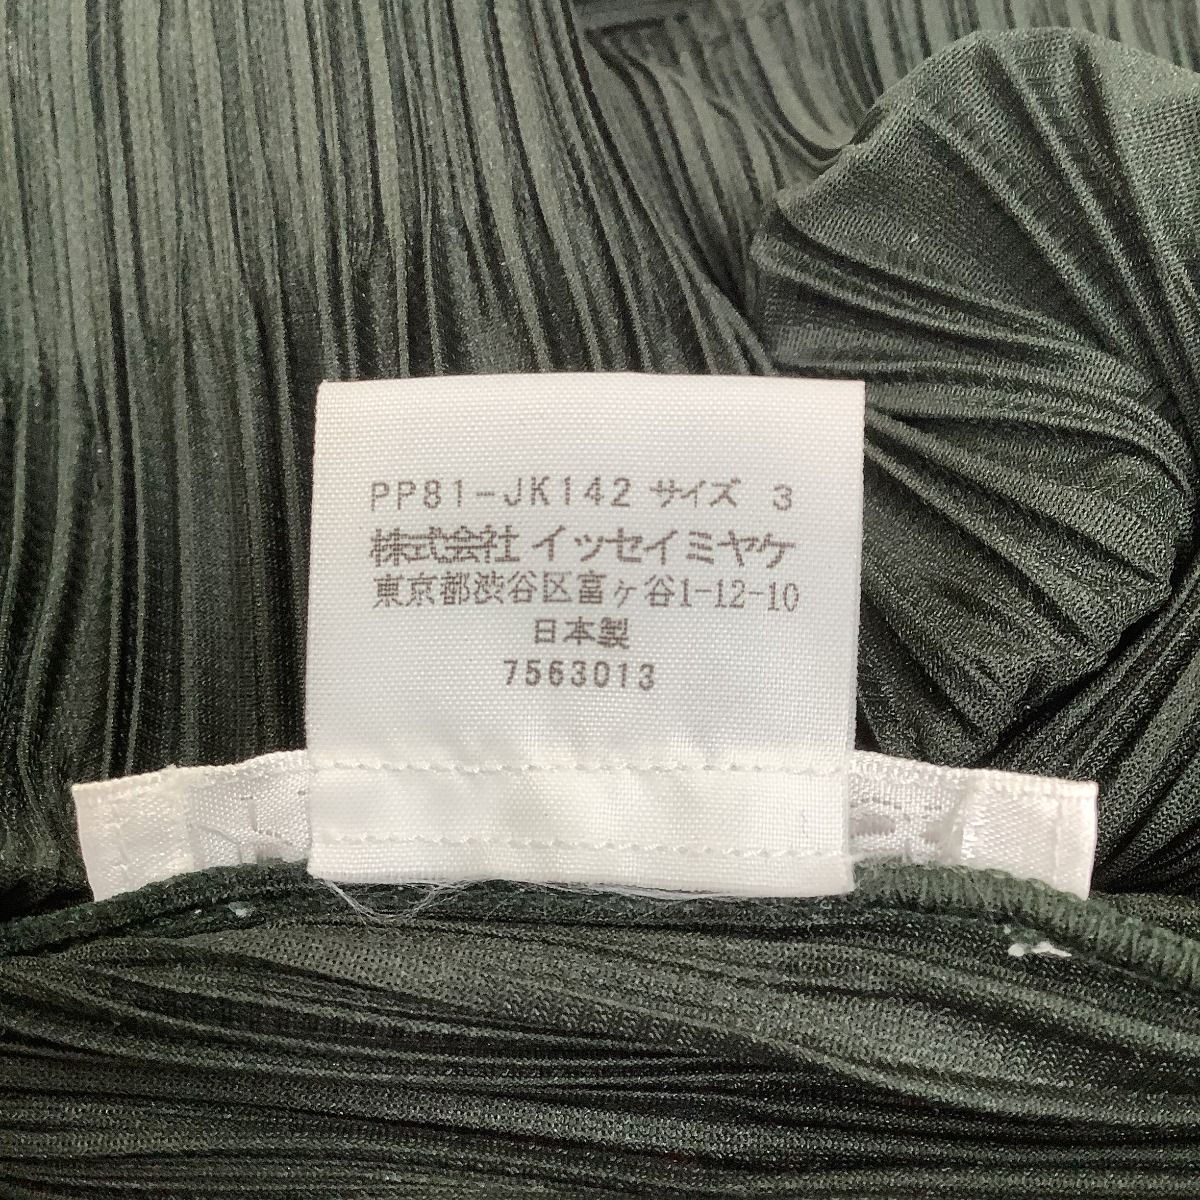 PP81-JK142 サイズ 3
株式会社 イッセイミヤケ
東京都渋谷区富ヶ谷1-12-10
日本製
7563013